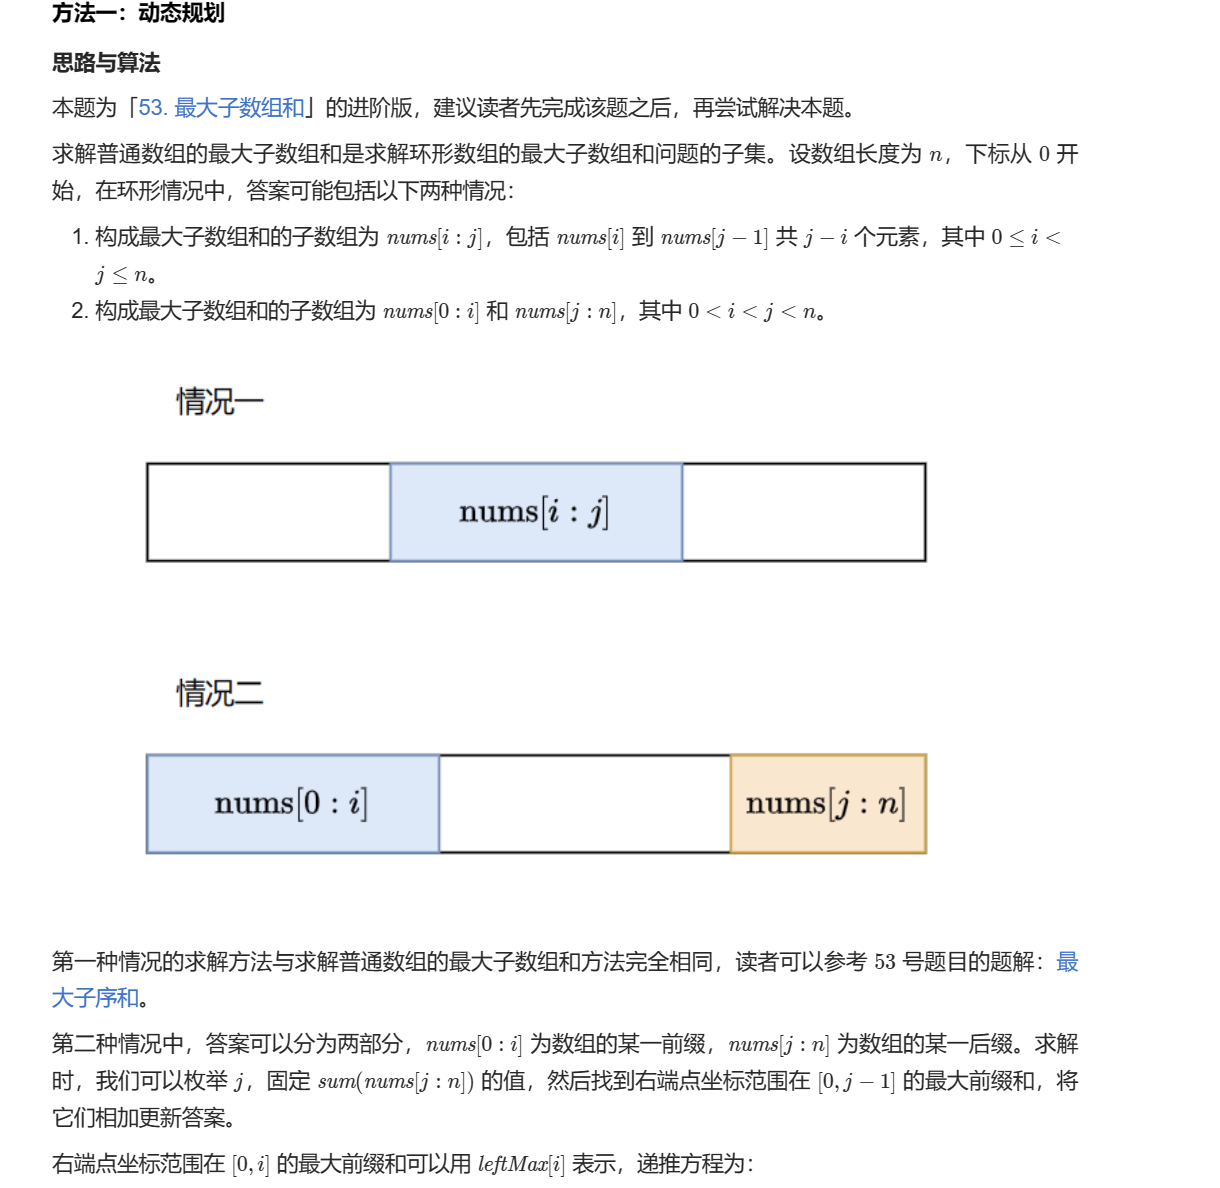 方法一：动态规划
思路与算法
本题为「53. 最大子数组和」的进阶版，建议读者先完成该题之后，再尝试解决本题。
求解普通数组的最大子数组和是求解环形数组的最大子数组和问题的子集。设数组长度为 n，下标从 0 开
始，在环形情况中，答案可能包括以下两种情况：
1. 构成最大子数组和的子数组为 nums[i : j]，包括 nums[i] 到 nums[j − 1] 共 j − i 个元素，其中 0 ≤ i <
j ≤ n。
2. 构成最大子数组和的子数组为 nums[0 : i] 和 nums[j : n]，其中 0 < i < j < n。
情况一
nums[i : j]
情况二
nums[0 : i] nums[j : n]
第一种情况的求解方法与求解普通数组的最大子数组和方法完全相同，读者可以参考 53 号题目的题解：最
大子序和。
第二种情况中，答案可以分为两部分，nums[0 : i] 为数组的某一前缀，nums[j : n] 为数组的某一后缀。求解
时，我们可以枚举 j，固定 sum(nums[j : n]) 的值，然后找到右端点坐标范围在 [0, j − 1] 的最大前缀和，将
它们相加更新答案。
右端点坐标范围在 [0, i] 的最大前缀和可以用 leftMax[i] 表示，递推方程为：